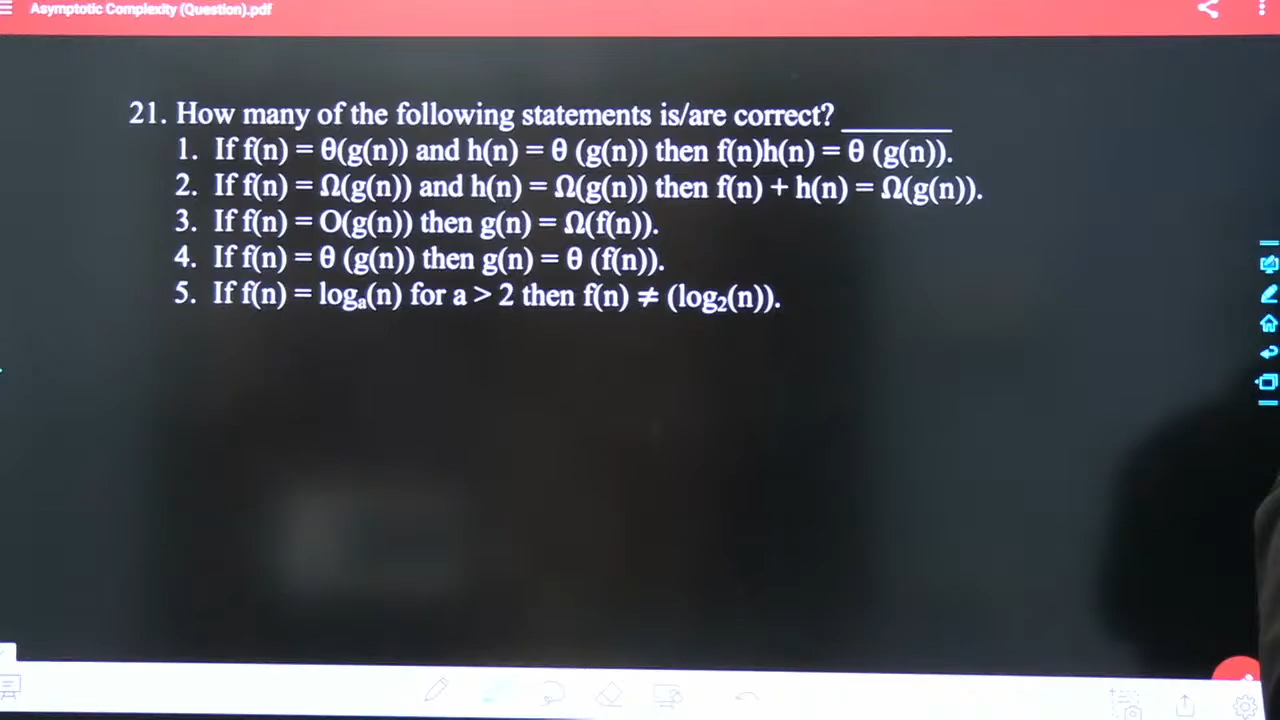 Asymptotic Complexity (Question).pdf
21. How many of the following statements is/are correct? ________
1. If f(n) = θ(g(n)) and h(n) = θ (g(n)) then f(n)h(n) = θ (g(n)).
2. If f(n) = Ω(g(n)) and h(n) = Ω(g(n)) then f(n) + h(n) = Ω(g(n)).
3. If f(n) = O(g(n)) then g(n) = Ω(f(n)).
4. If f(n) = θ (g(n)) then g(n) = θ (f(n)).
5. If f(n) = logₐ(n) for a > 2 then f(n) ≠ (log₂(n)).